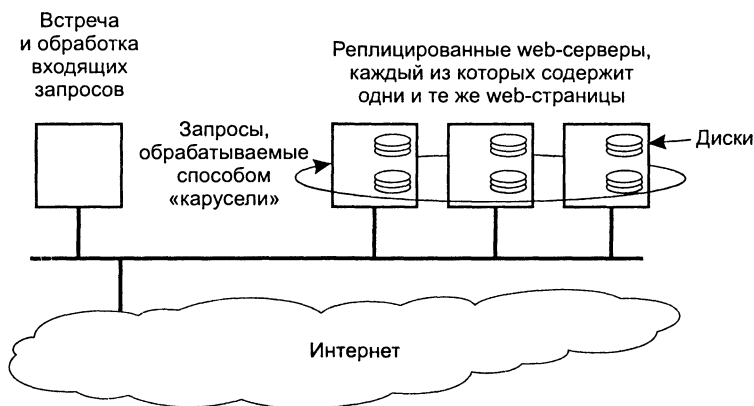 Встреча
и обработка
входящих
запросов
Реплицированные web-серверы,
каждый из которых содержит
одни и те же web-страницы
Запросы,
обрабатываемые
способом
«карусели»
Диски
Интернет